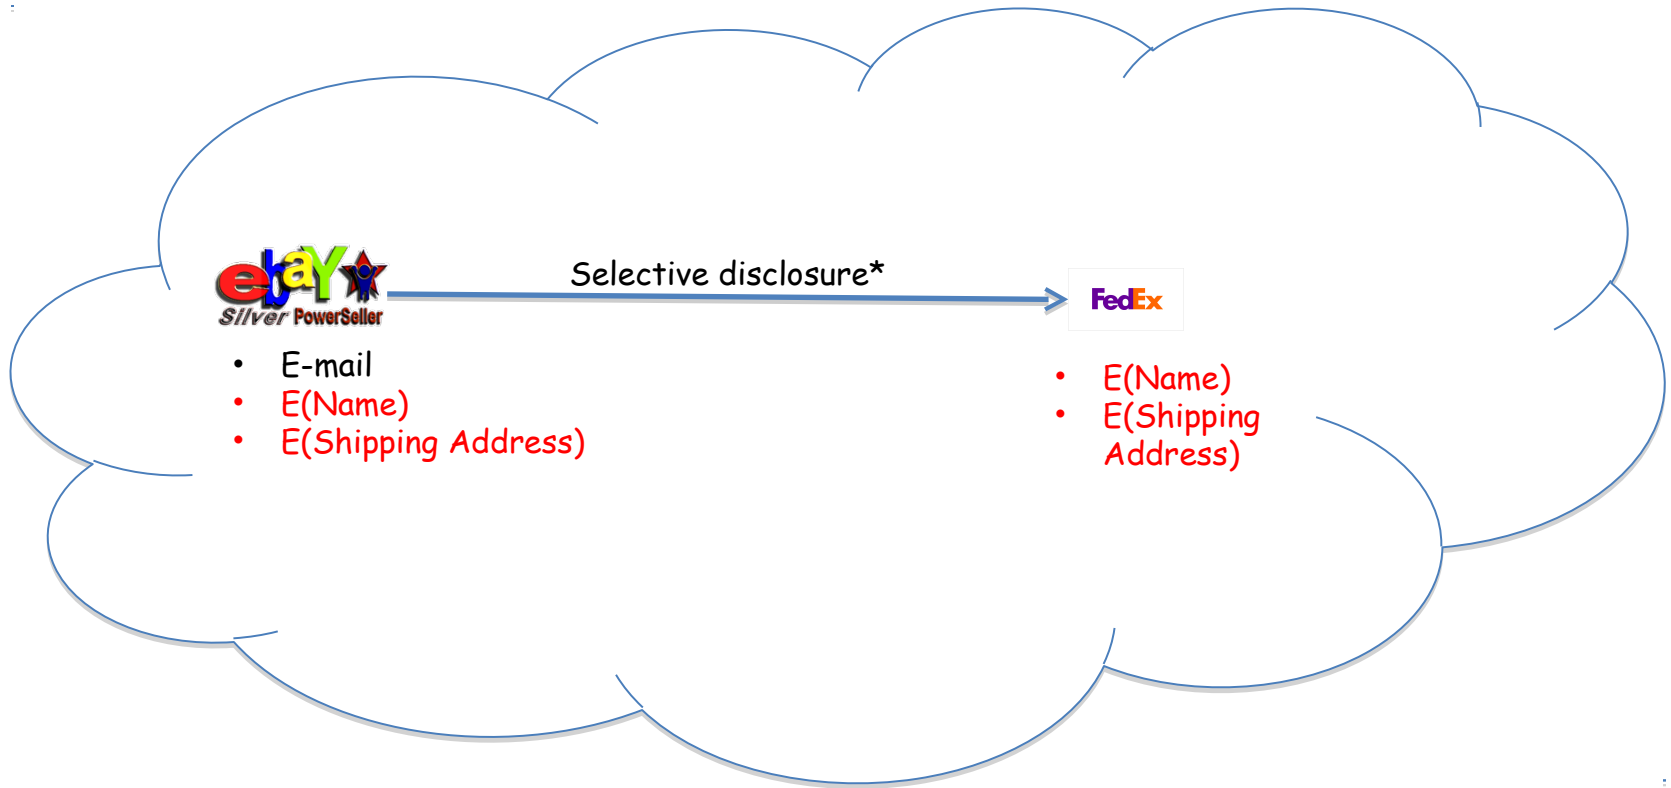 Selective disclosure*
ebaY
Silver PowerSeller
FedEx
• E-mail
• E(Name)
• E(Shipping Address)
• E(Name)
• E(Shipping
Address)